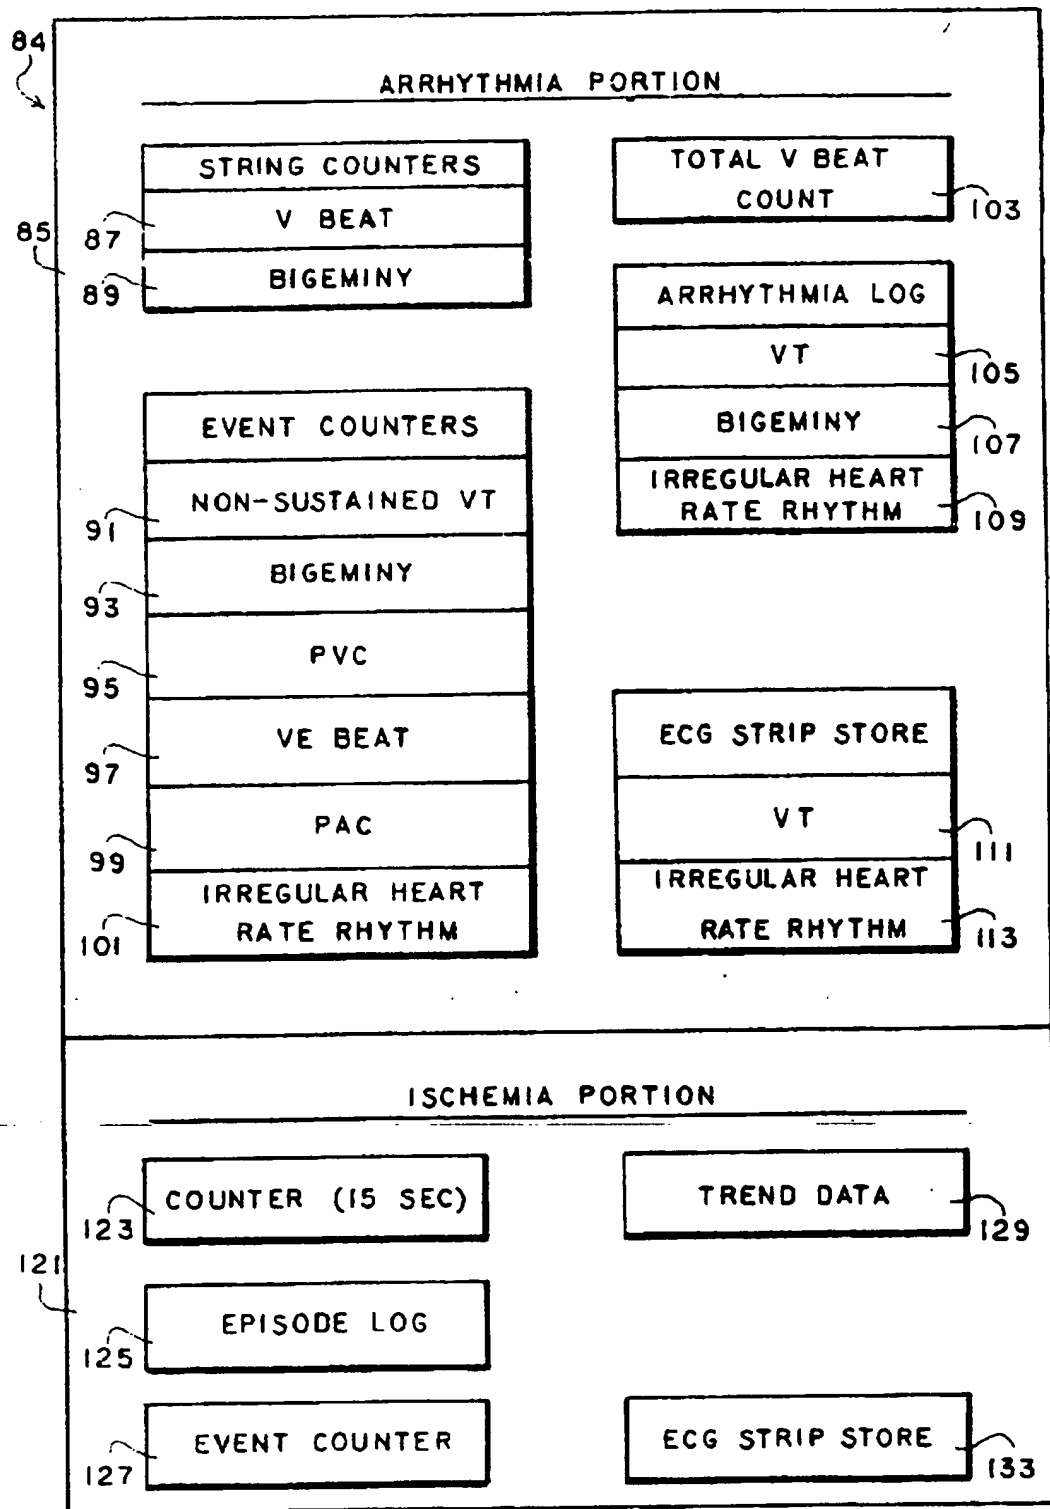 84
ARRHYTHMIA PORTION
85
STRING COUNTERS
87 V BEAT
89 BIGEMINY
TOTAL V BEAT
COUNT 103
ARRHYTHMIA LOG
VT 105
BIGEMINY 107
IRREGULAR HEART
RATE RHYTHM 109
EVENT COUNTERS
91 NON-SUSTAINED VT
93 BIGEMINY
95 PVC
97 VE BEAT
99 PAC
IRREGULAR HEART
101 RATE RHYTHM
ECG STRIP STORE
VT 111
IRREGULAR HEART
RATE RHYTHM 113
ISCHEMIA PORTION
121
123 COUNTER (15 SEC)
TREND DATA 129
125 EPISODE LOG
127 EVENT COUNTER
ECG STRIP STORE 133